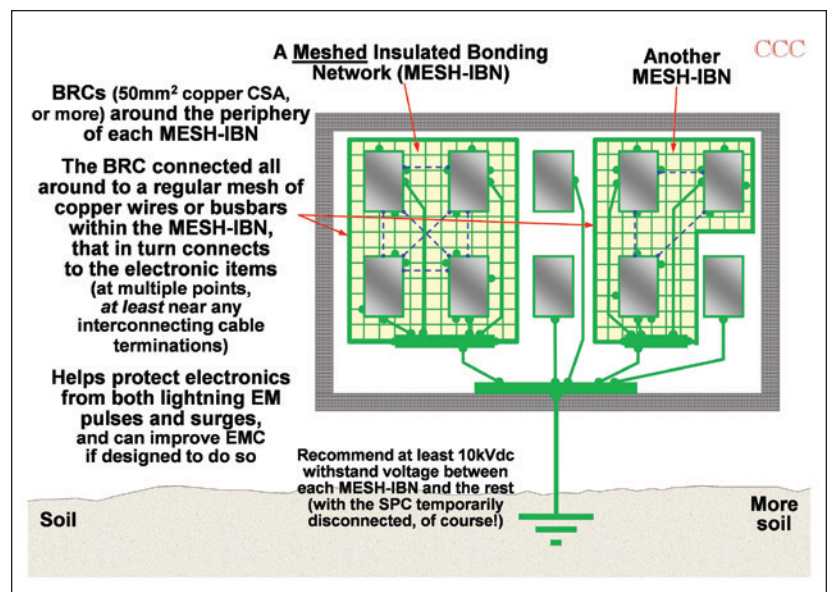 A Meshed Insulated Bonding
Network (MESH-IBN)
Another
MESH-IBN
CCC
BRCs (50mm² copper CSA,
or more) around the periphery
of each MESH-IBN
The BRC connected all
around to a regular mesh of
copper wires or busbars
within the MESH-IBN,
that in turn connects
to the electronic items
(at multiple points,
at least near any
interconnecting cable
terminations)
Helps protect electronics
from both lightning EM
pulses and surges,
and can improve EMC
if designed to do so
Recommend at least 10kVdc
withstand voltage between
each MESH-IBN and the rest
(with the SPC temporarily
disconnected, of course!)
Soil
More
soil